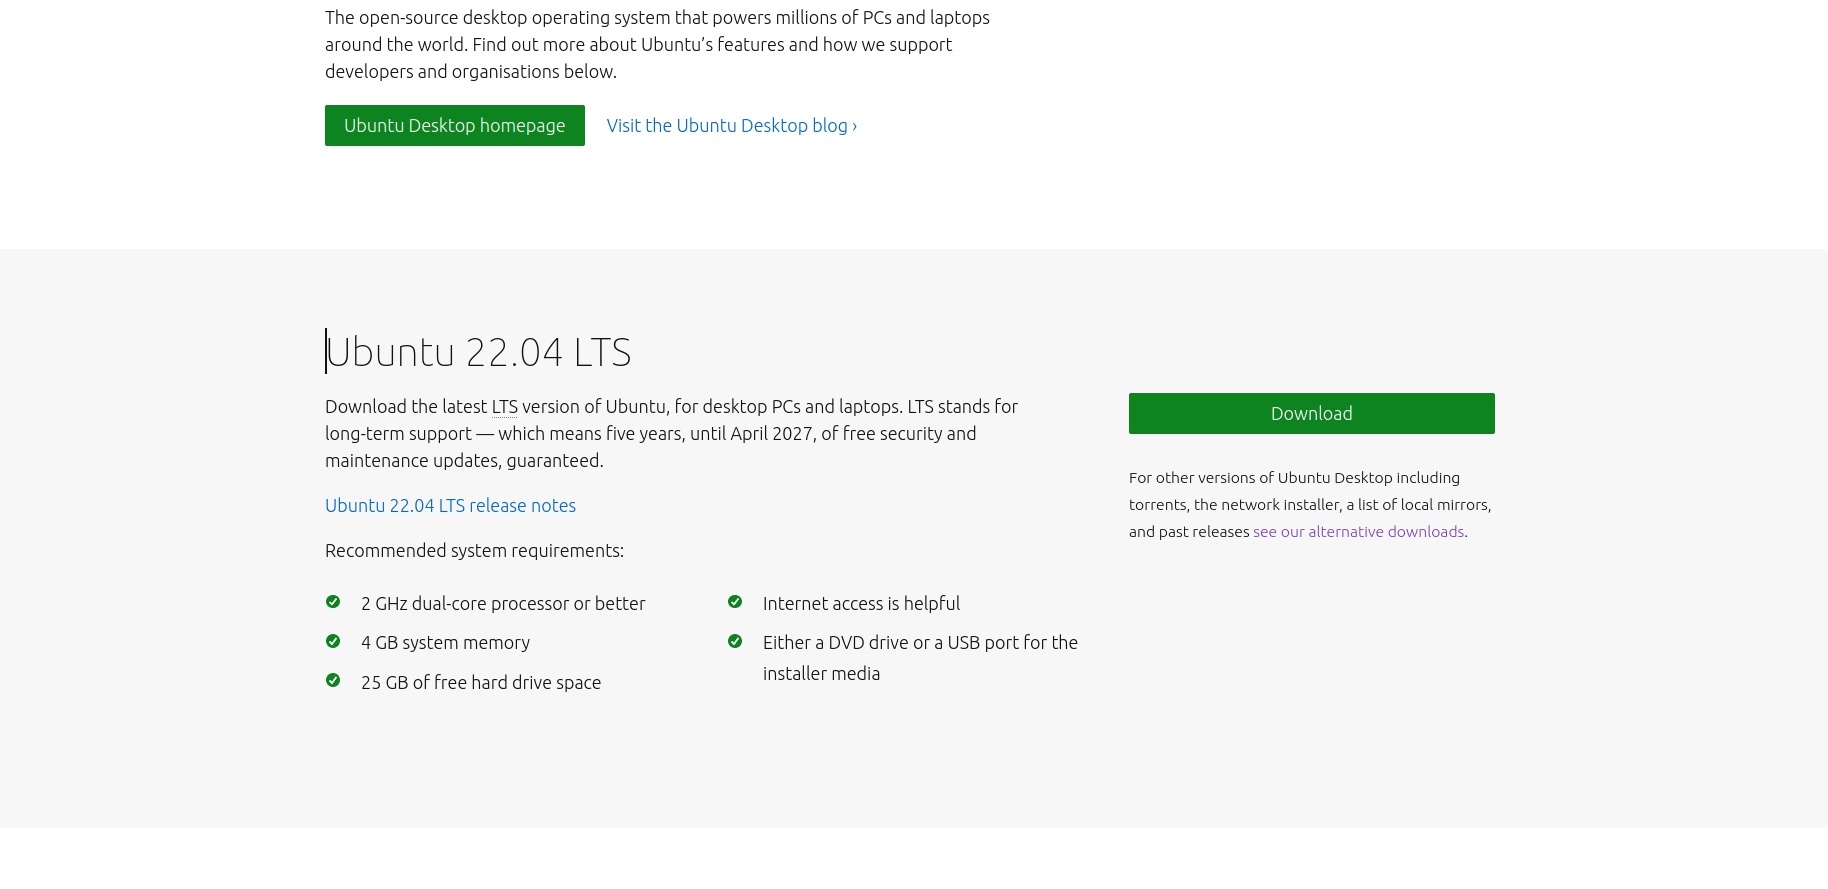 The open-source desktop operating system that powers millions of PCs and laptops
around the world. Find out more about Ubuntu’s features and how we support
developers and organisations below.
Ubuntu Desktop homepage
Visit the Ubuntu Desktop blog ›
Ubuntu 22.04 LTS
Download the latest LTS version of Ubuntu, for desktop PCs and laptops. LTS stands for
long-term support — which means five years, until April 2027, of free security and
maintenance updates, guaranteed.
Ubuntu 22.04 LTS release notes
Recommended system requirements:
2 GHz dual-core processor or better
4 GB system memory
25 GB of free hard drive space
Internet access is helpful
Either a DVD drive or a USB port for the
installer media
Download
For other versions of Ubuntu Desktop including
torrents, the network installer, a list of local mirrors,
and past releases see our alternative downloads.